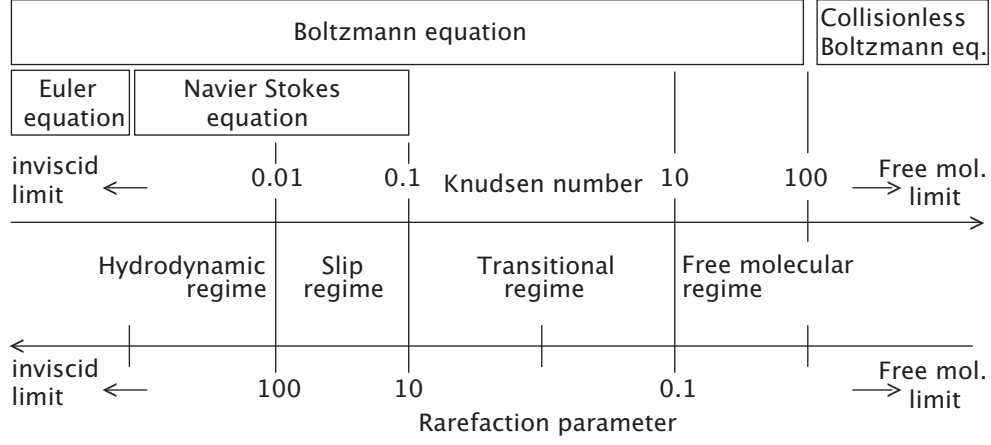 Boltzmann equation
Collisionless
Boltzmann eq.
Euler
equation
Navier Stokes
equation
inviscid
limit
0.01
0.1
Knudsen number
10
100
Free mol.
limit
Hydrodynamic
regime
Slip
regime
Transitional
regime
Free molecular
regime
inviscid
limit
100
10
0.1
Free mol.
limit
Rarefaction parameter